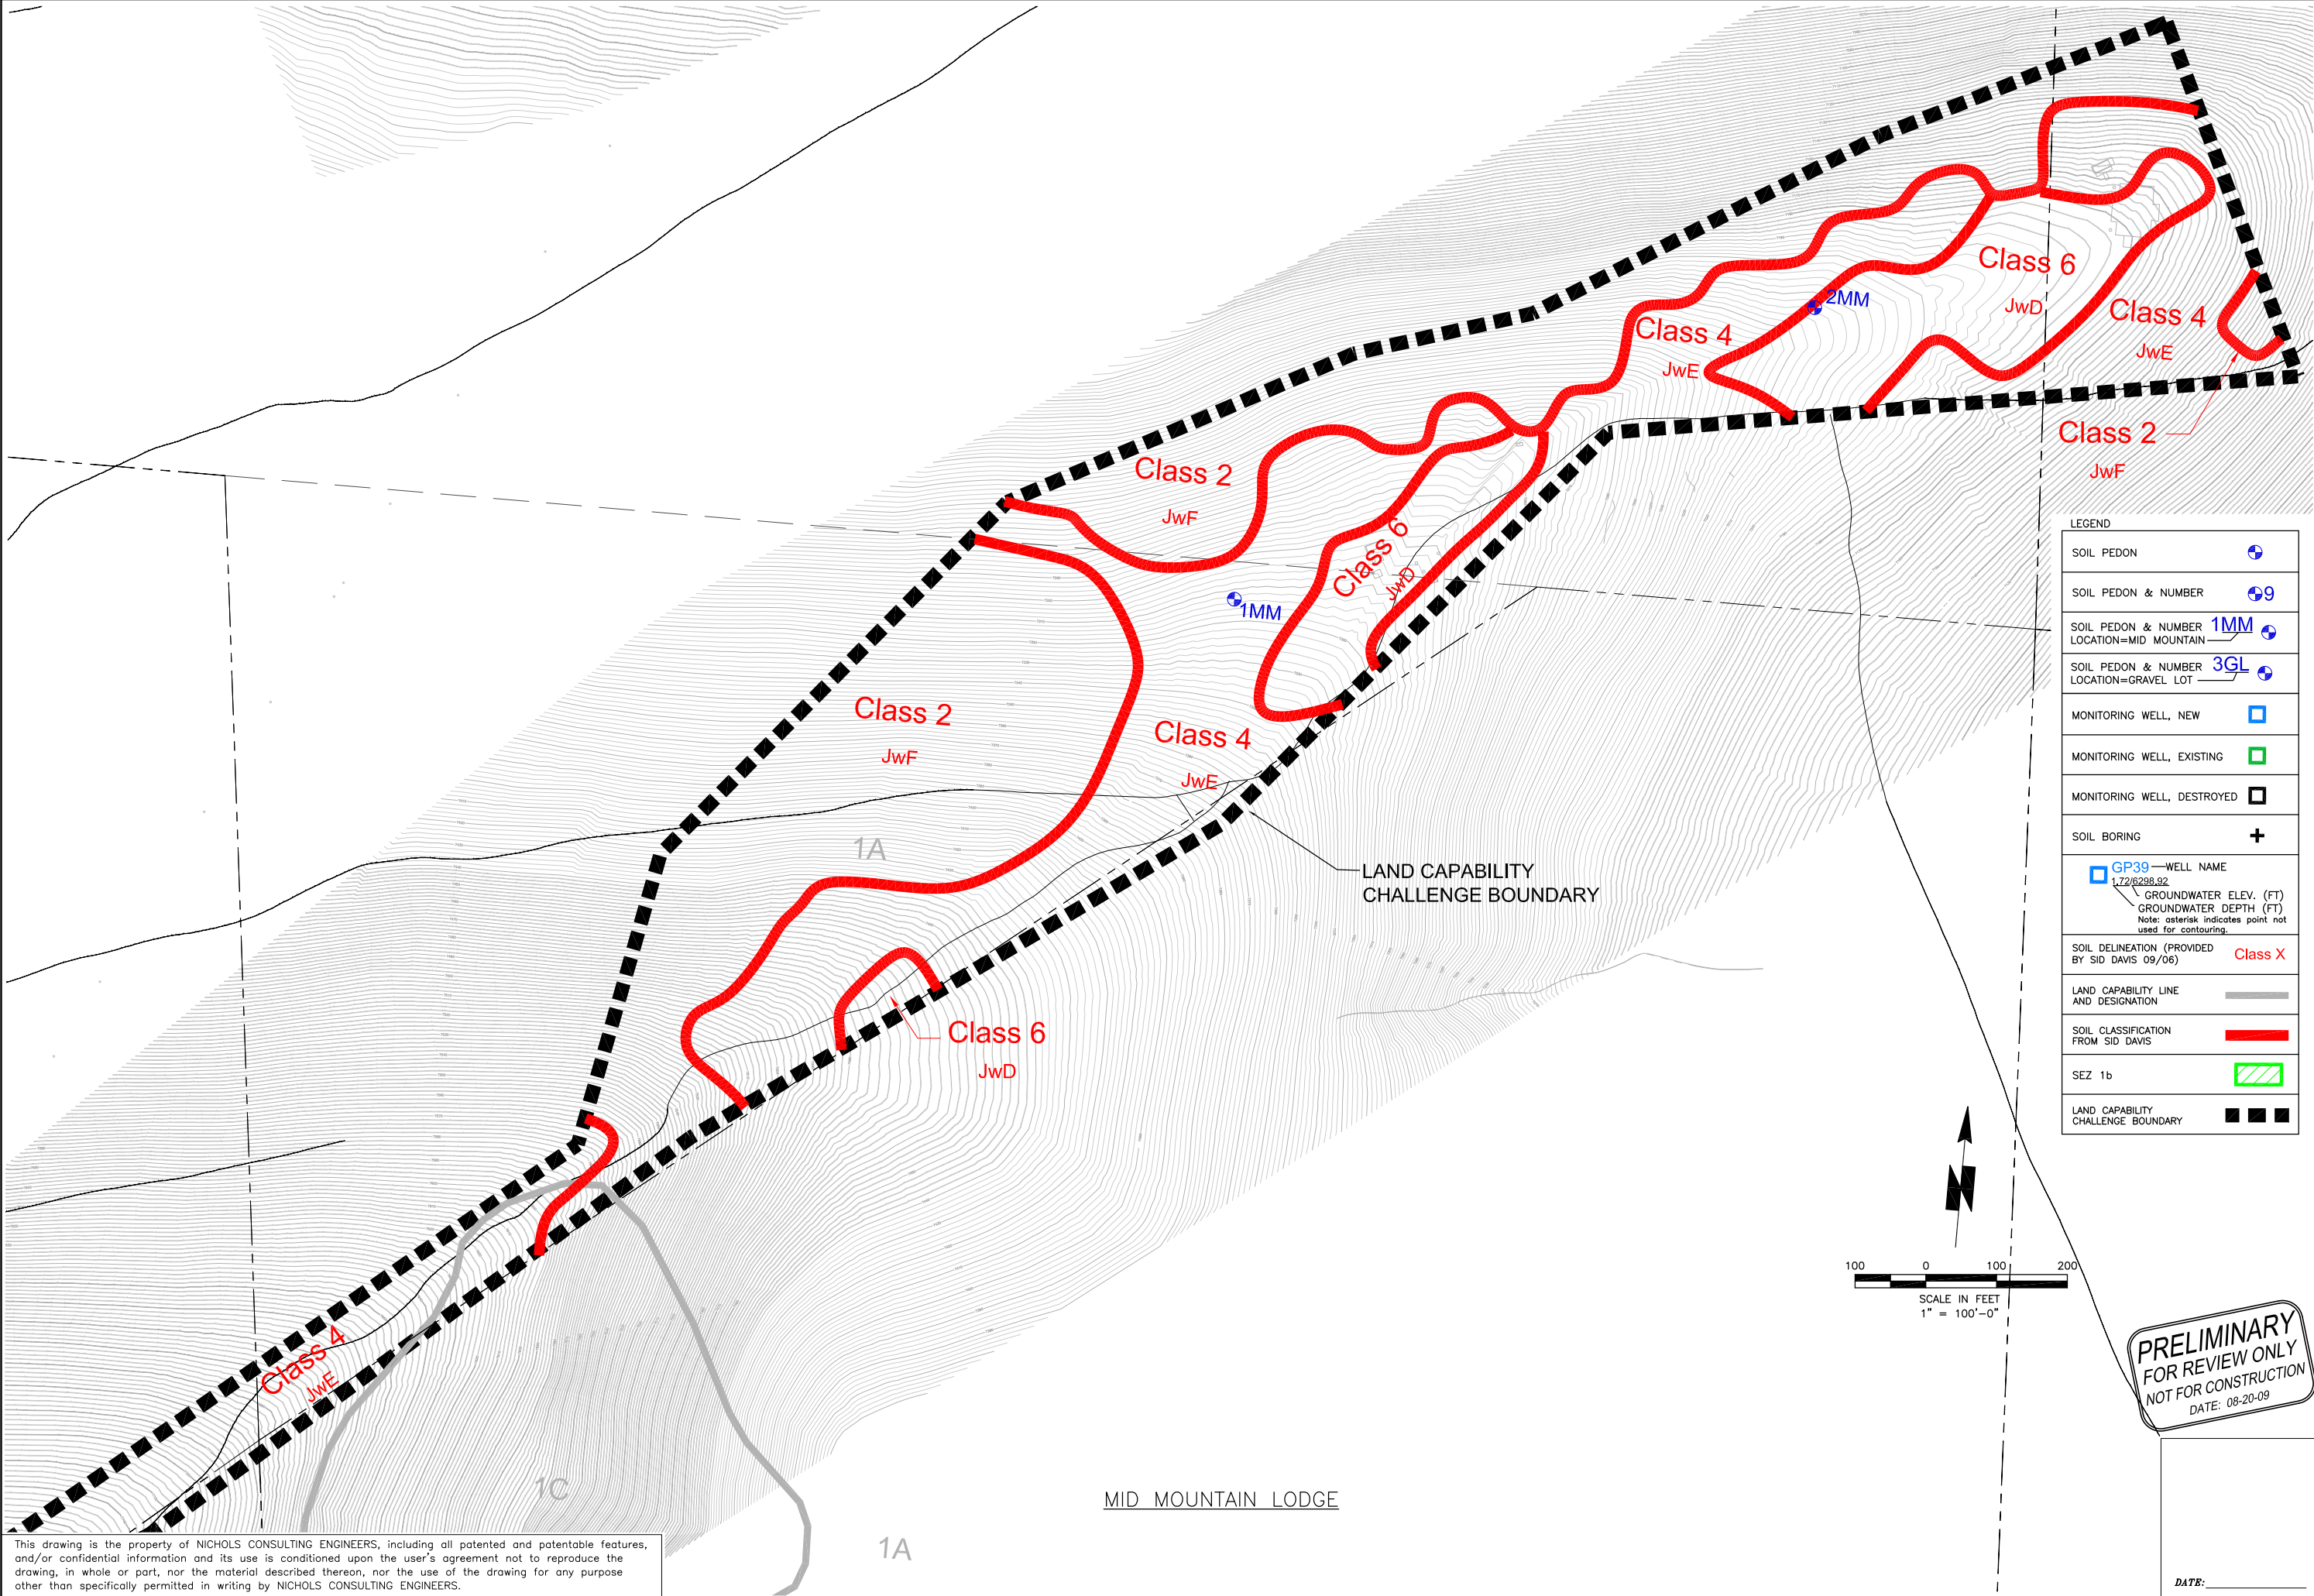 Class 6
JwD
2MM
Class 4
JwE
Class 4
JwE
Class 2
JwF
Class 2
JwF
Class 6
JwD
1MM
Class 2
JwF
Class 4
JwE
1A
LAND CAPABILITY
CHALLENGE BOUNDARY
Class 6
JwD
Class 4
JwE
1C
1A
MID MOUNTAIN LODGE
LEGEND
SOIL PEDON
SOIL PEDON & NUMBER 9
SOIL PEDON & NUMBER 1MM
LOCATION=MID MOUNTAIN
SOIL PEDON & NUMBER 3GL
LOCATION=GRAVEL LOT
MONITORING WELL, NEW
MONITORING WELL, EXISTING
MONITORING WELL, DESTROYED
SOIL BORING
GP39 WELL NAME
1.72/6298.92
GROUNDWATER ELEV. (FT)
GROUNDWATER DEPTH (FT)
Note: asterisk indicates point not
used for contouring.
SOIL DELINEATION (PROVIDED
BY SID DAVIS 09/06) Class X
LAND CAPABILITY LINE
AND DESIGNATION
SOIL CLASSIFICATION
FROM SID DAVIS
SEZ 1b
LAND CAPABILITY
CHALLENGE BOUNDARY
N
100 0 100 200
SCALE IN FEET
1" = 100'-0"
PRELIMINARY
FOR REVIEW ONLY
NOT FOR CONSTRUCTION
DATE: 08-20-09
This drawing is the property of NICHOLS CONSULTING ENGINEERS, including all patented and patentable features,
and/or confidential information and its use is conditioned upon the user's agreement not to reproduce the
drawing, in whole or part, nor the material described thereon, nor the use of the drawing for any purpose
other than specifically permitted in writing by NICHOLS CONSULTING ENGINEERS.
DATE: